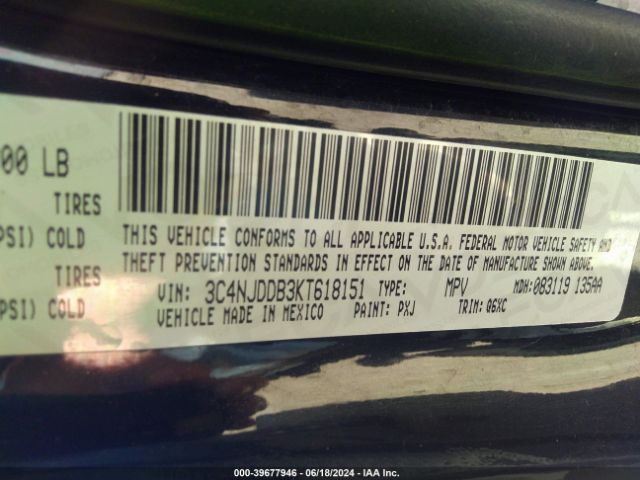 00 LB
TIRES
PSI) COLD
TIRES
PSI) COLD
THIS VEHICLE CONFORMS TO ALL APPLICABLE U.S.A. FEDERAL MOTOR VEHICLE SAFETY AND
THEFT PREVENTION STANDARDS IN EFFECT ON THE DATE OF MANUFACTURE SHOWN ABOVE.
VIN: 3C4NJDDB3KT618151 TYPE: MPV MDH: 083119 135AA
VEHICLE MADE IN MEXICO PAINT: PXJ TRIM: Q6XC
000-39677946 - 06/18/2024 - IAA Inc.